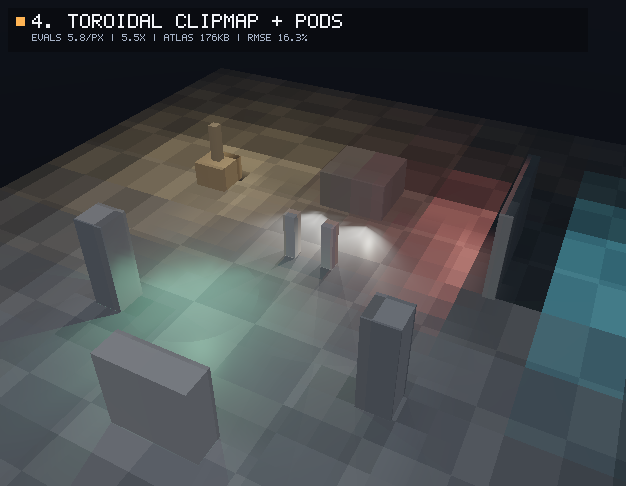 4. TOROIDAL CLIPMAP + PODS
EVALS 5.8/PX | 5.5X | ATLAS 176KB | RMSE 16.3%